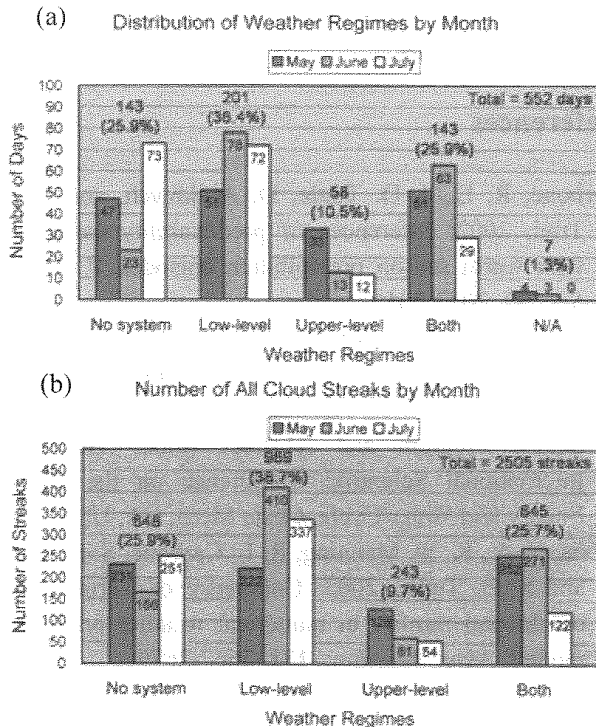 (a)
Distribution of Weather Regimes by Month
May June July
Total = 552 days
Number of Days
100
90
80
70
60
50
40
30
20
10
0
143
(25.9%)
201
(36.4%)
58
(10.5%)
143
(25.9%)
7
(1.3%)
47 23 73
51 78 72
33 13 12
51 63 29
4 3 0
No system Low-level Upper-level Both N/A
Weather Regimes
(b)
Number of All Cloud Streaks by Month
May June July
Total = 2505 streaks
Number of Streaks
500
450
400
350
300
250
200
150
100
50
0
648
(25.9%)
969
(38.7%)
243
(9.7%)
645
(25.7%)
166 251
337
61 54
252 271 122
No system Low-level Upper-level Both
Weather Regimes